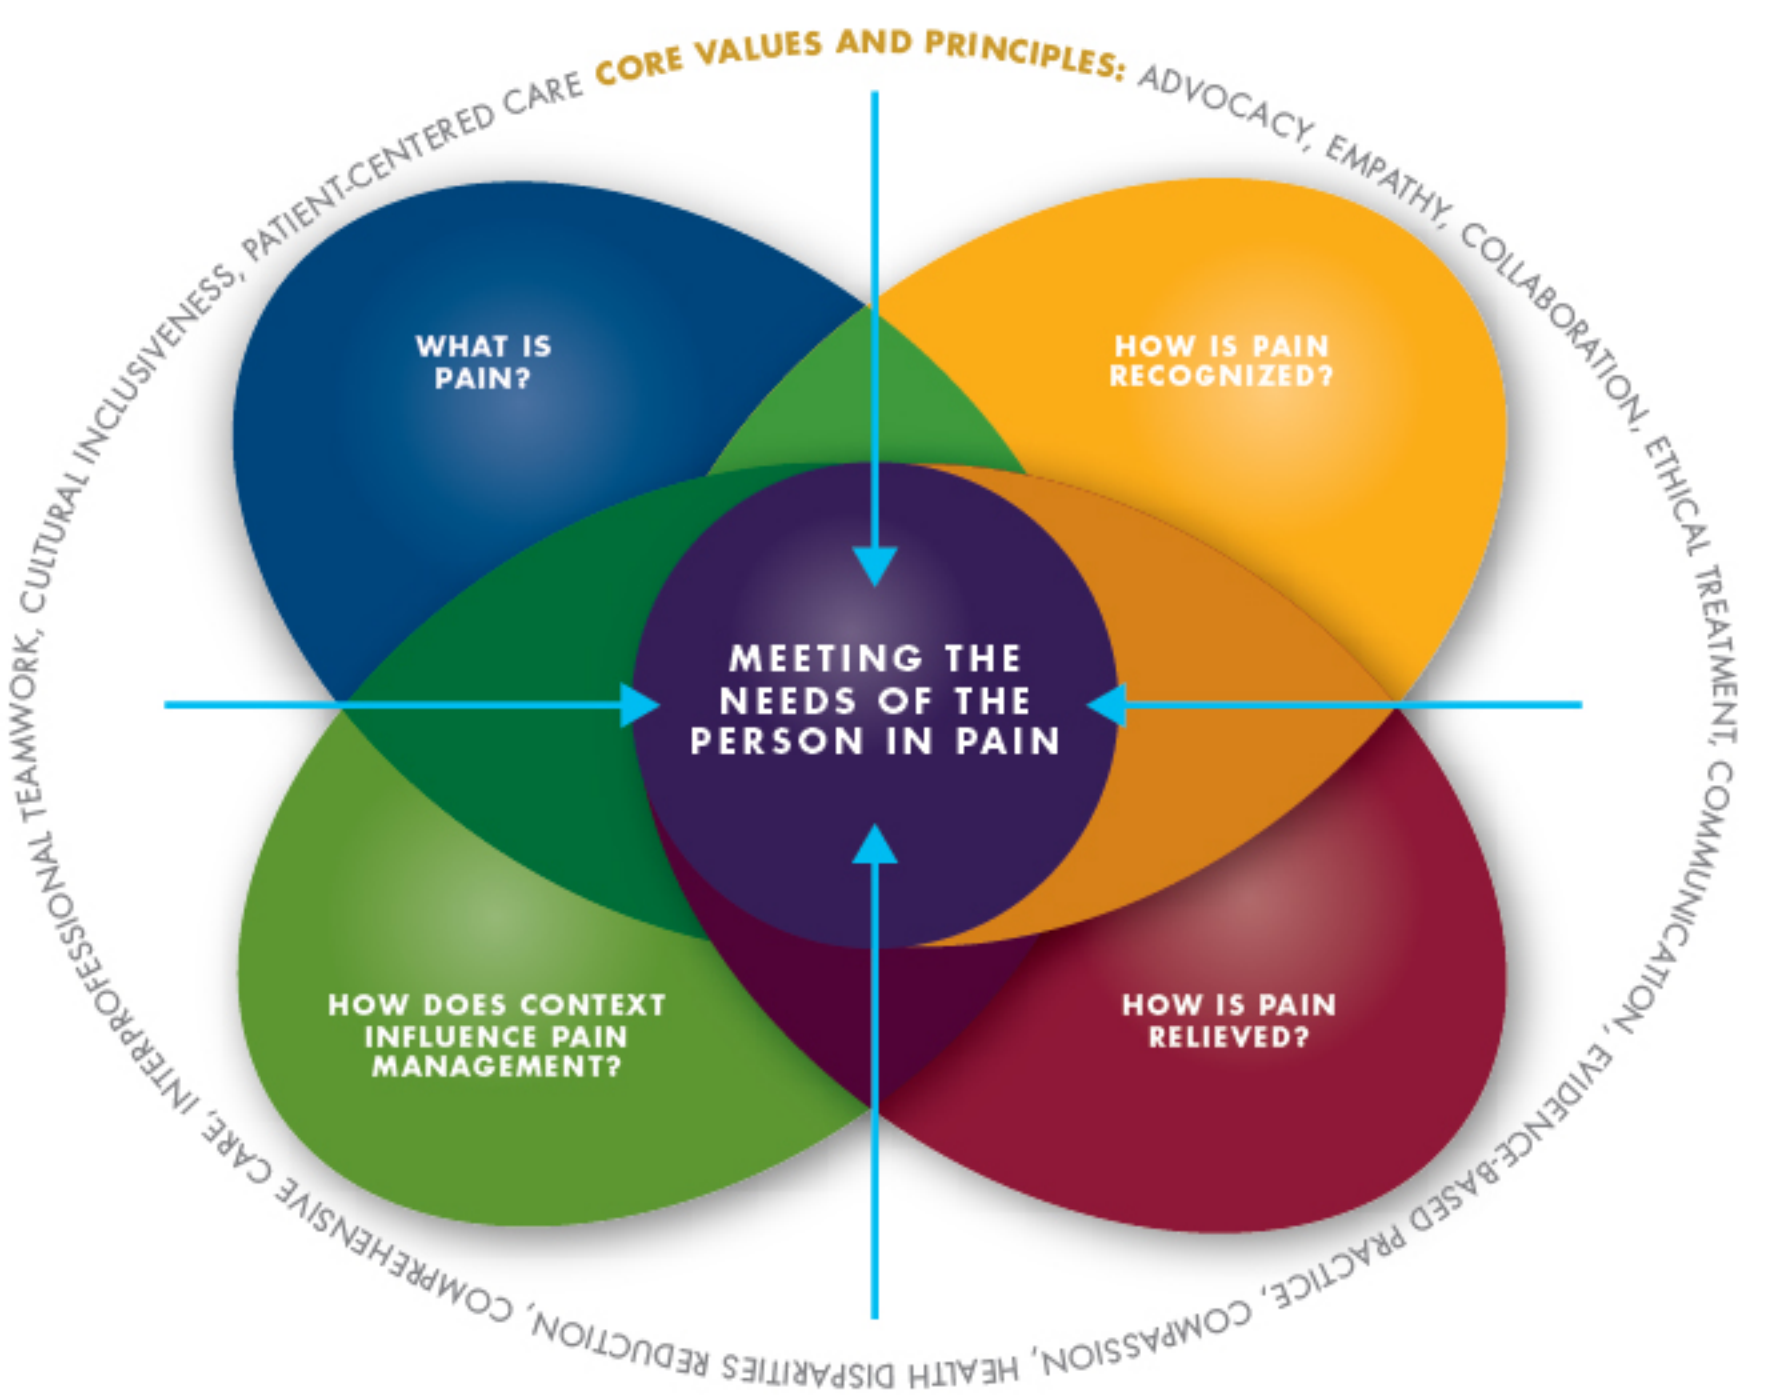 CORE VALUES AND PRINCIPLES: ADVOCACY, EMPATHY, COLLABORATION, ETHICAL TREATMENT, COMMUNICATION, EVIDENCE-BASED PRACTICE, COMPASSION, HEALTH DISPARITIES REDUCTION, COMPREHENSIVE CARE, INTERPROFESSIONAL TEAMWORK, CULTURAL INCLUSIVENESS, PATIENT-CENTERED CARE
WHAT IS
PAIN?
HOW IS PAIN
RECOGNIZED?
MEETING THE
NEEDS OF THE
PERSON IN PAIN
HOW DOES CONTEXT
INFLUENCE PAIN
MANAGEMENT?
HOW IS PAIN
RELIEVED?